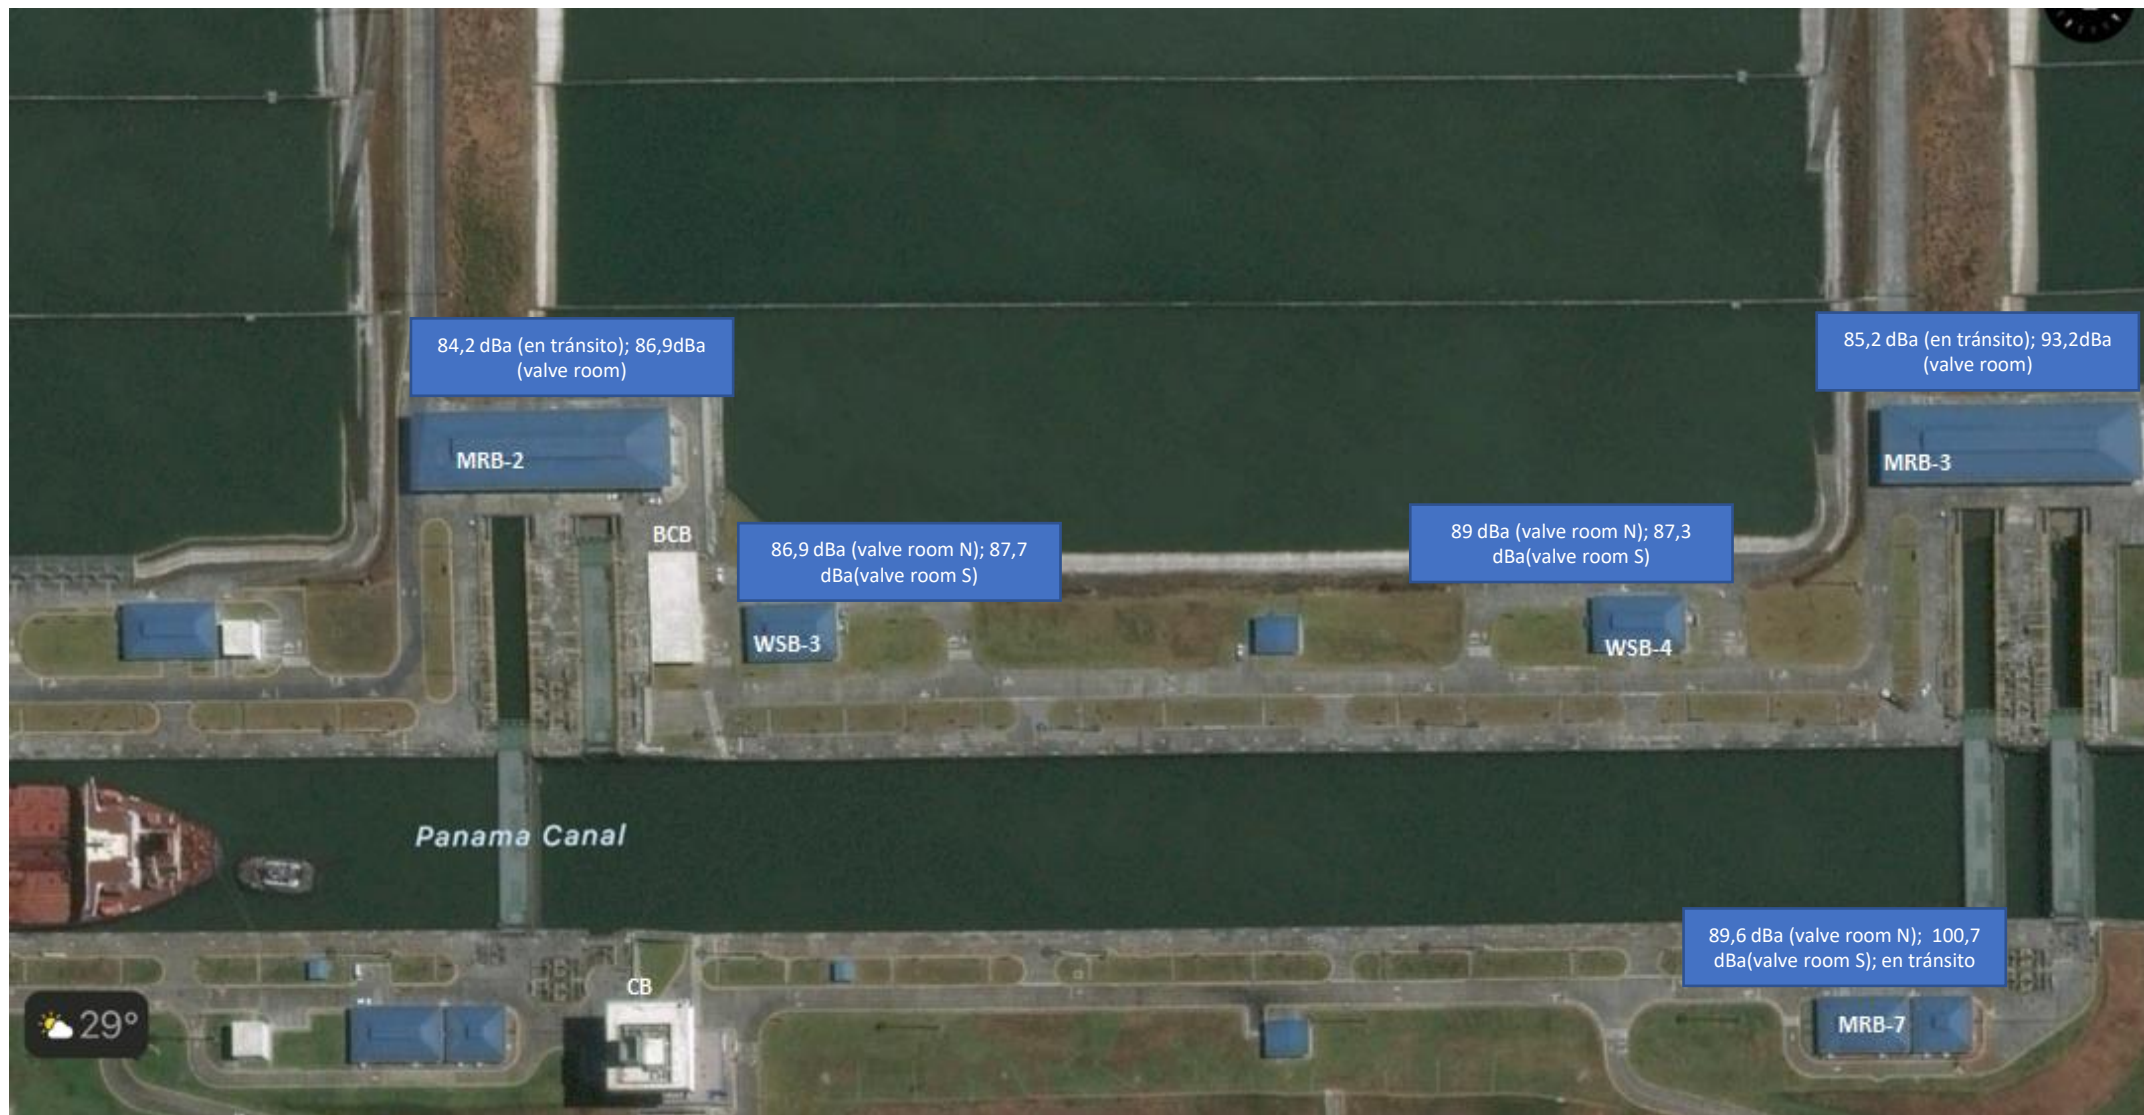 84,2 dBa (en tránsito); 86,9dBa
(valve room)
85,2 dBa (en tránsito); 93,2dBa
(valve room)
MRB-2
MRB-3
BCB
86,9 dBa (valve room N); 87,7
dBa(valve room S)
89 dBa (valve room N); 87,3
dBa(valve room S)
WSB-3
WSB-4
Panama Canal
89,6 dBa (valve room N); 100,7
dBa(valve room S); en tránsito
CB
29°
MRB-7